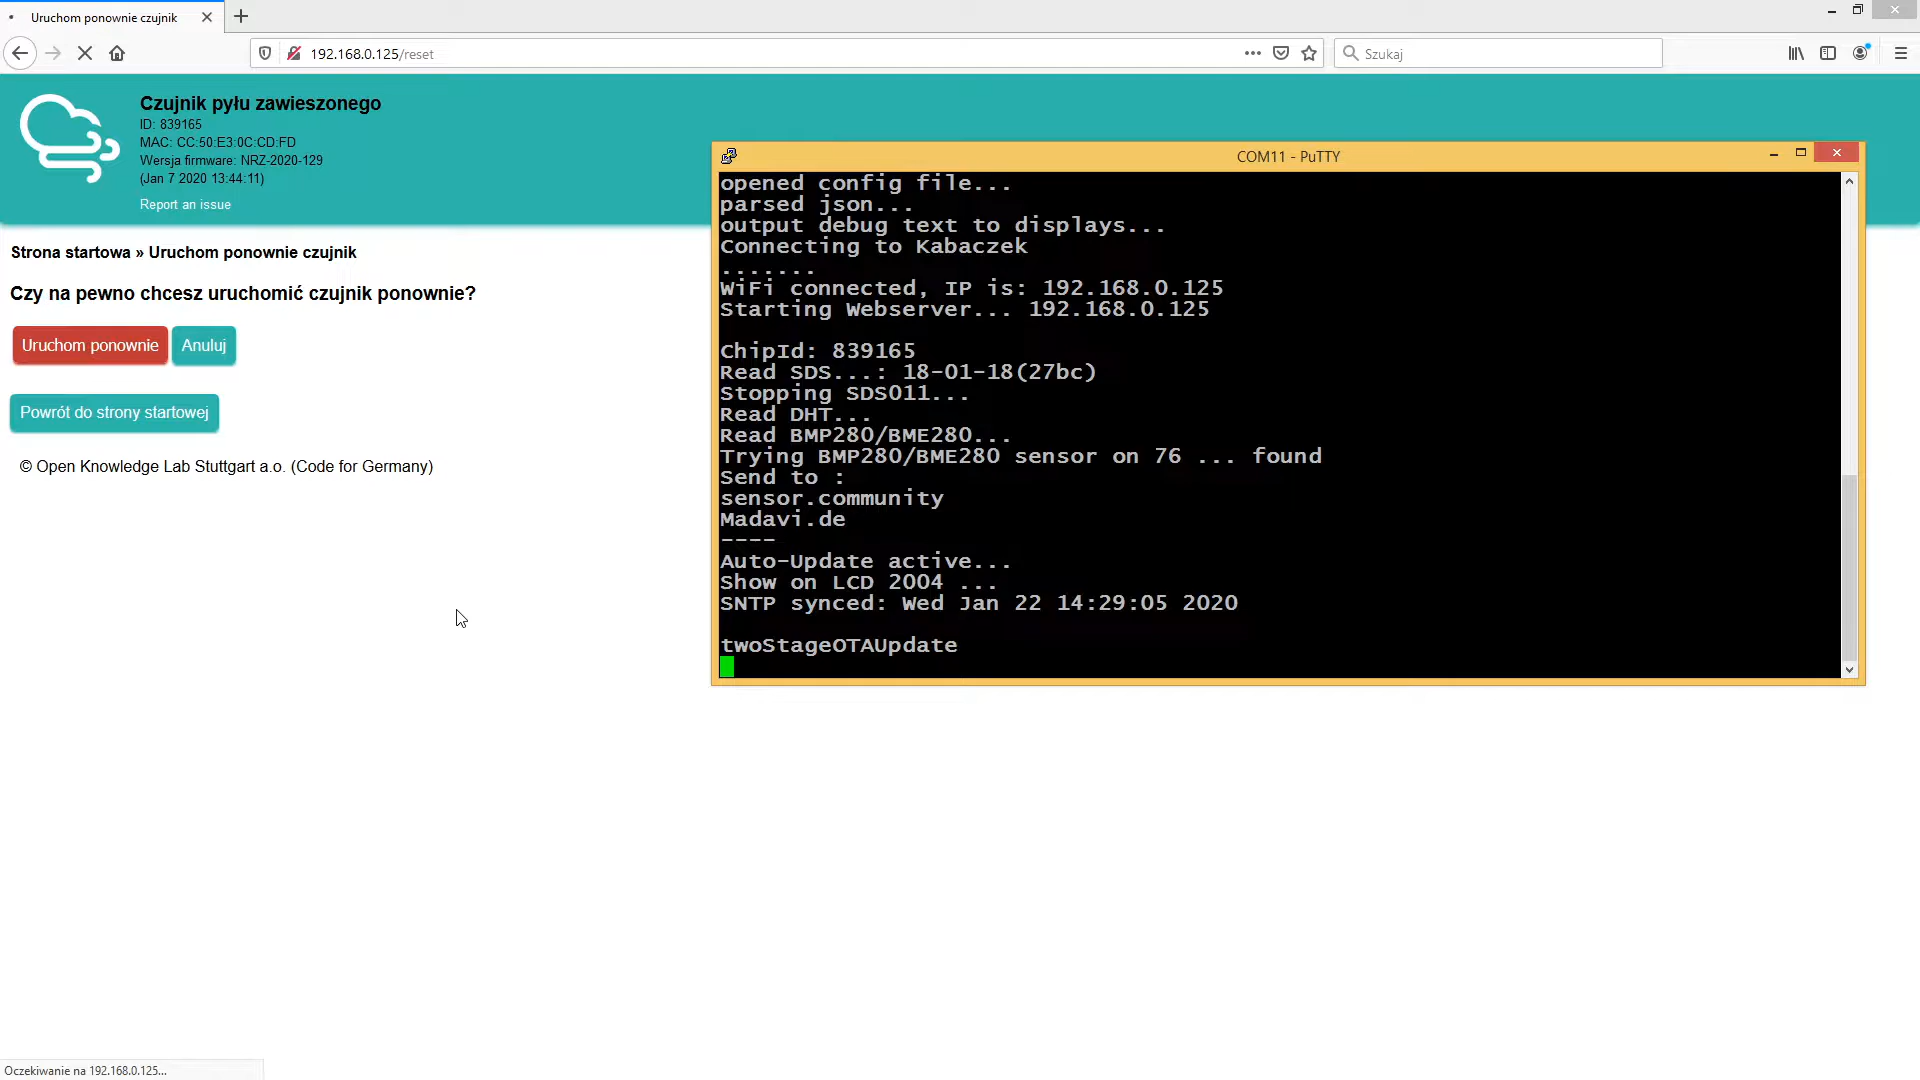 Uruchom ponownie czujnik
192.168.0.125/reset
Szukaj
Czujnik pyłu zawieszonego
ID: 839165
MAC: CC:50:E3:0C:CD:FD
Wersja firmware: NRZ-2020-129
(Jan 7 2020 13:44:11)
Report an issue
Strona startowa » Uruchom ponownie czujnik
Czy na pewno chcesz uruchomić czujnik ponownie?
Uruchom ponownie Anuluj
Powrót do strony startowej
© Open Knowledge Lab Stuttgart a.o. (Code for Germany)
COM11 - PuTTY
opened config file...
parsed json...
output debug text to displays...
Connecting to Kabaczek
.......
WiFi connected, IP is: 192.168.0.125
Starting Webserver... 192.168.0.125
ChipId: 839165
Read SDS...: 18-01-18(27bc)
Stopping SDS011...
Read DHT...
Read BMP280/BME280...
Trying BMP280/BME280 sensor on 76 ... found
Send to :
sensor.community
Madavi.de
----
Auto-Update active...
Show on LCD 2004 ...
SNTP synced: Wed Jan 22 14:29:05 2020
twoStageOTAUpdate
Oczekiwanie na 192.168.0.125...